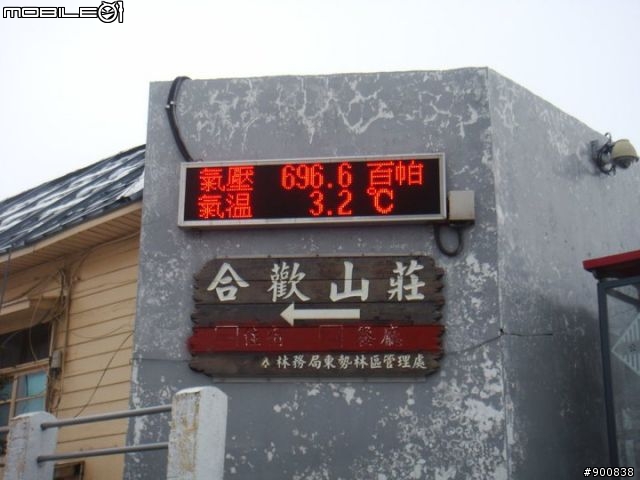 MOBILE01
氣壓 696.6 百帕
氣溫 3.2 ℃
合歡山莊
住宿 餐廳
林務局東勢林區管理處
#900838